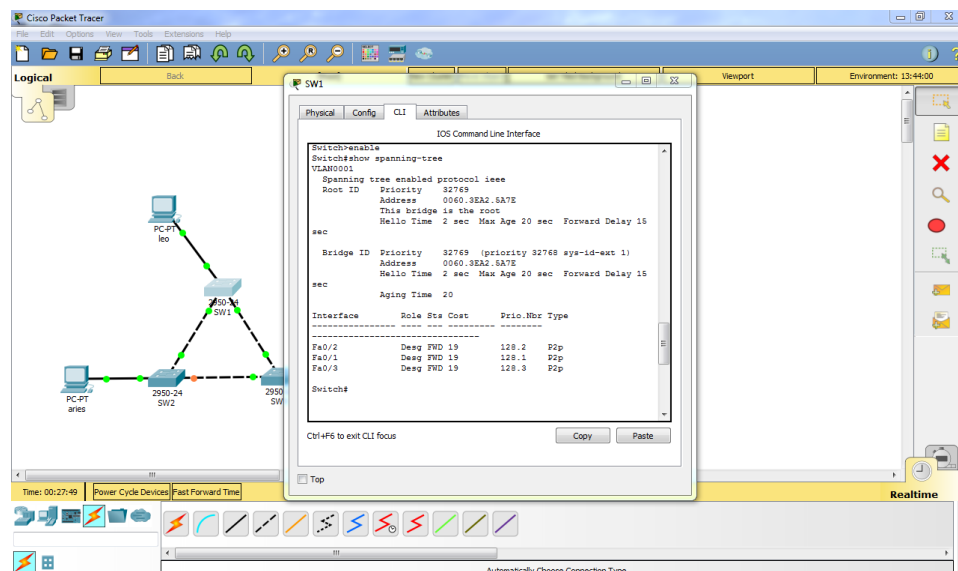 Cisco Packet Tracer
File Edit Options View Tools Extensions Help
Logical
Back
Viewport
Environment: 13:44:00
SW1
Physical Config CLI Attributes
IOS Command Line Interface
Switch>enable
Switch#show spanning-tree
VLAN0001
Spanning tree enabled protocol ieee
Root ID Priority 32769
Address 0060.3EA2.5A7E
This bridge is the root
Hello Time 2 sec Max Age 20 sec Forward Delay 15
sec
Bridge ID Priority 32769 (priority 32768 sys-id-ext 1)
Address 0060.3EA2.5A7E
Hello Time 2 sec Max Age 20 sec Forward Delay 15
sec
Aging Time 20
Interface Role Sts Cost Prio.Nbr Type
---------------- ---- --- --------- --------
--------------------------------
Fa0/2 Desg FWD 19 128.2 P2p
Fa0/1 Desg FWD 19 128.1 P2p
Fa0/3 Desg FWD 19 128.3 P2p
Switch#
Ctrl+F6 to exit CLI focus
Copy
Paste
Top
PC-PT
leo
2950-24
SW1
PC-PT
aries
2950-24
SW2
2950
SW
Time: 00:27:49
Power Cycle Devices
Fast Forward Time
Realtime
Automatically Choose Connection Type